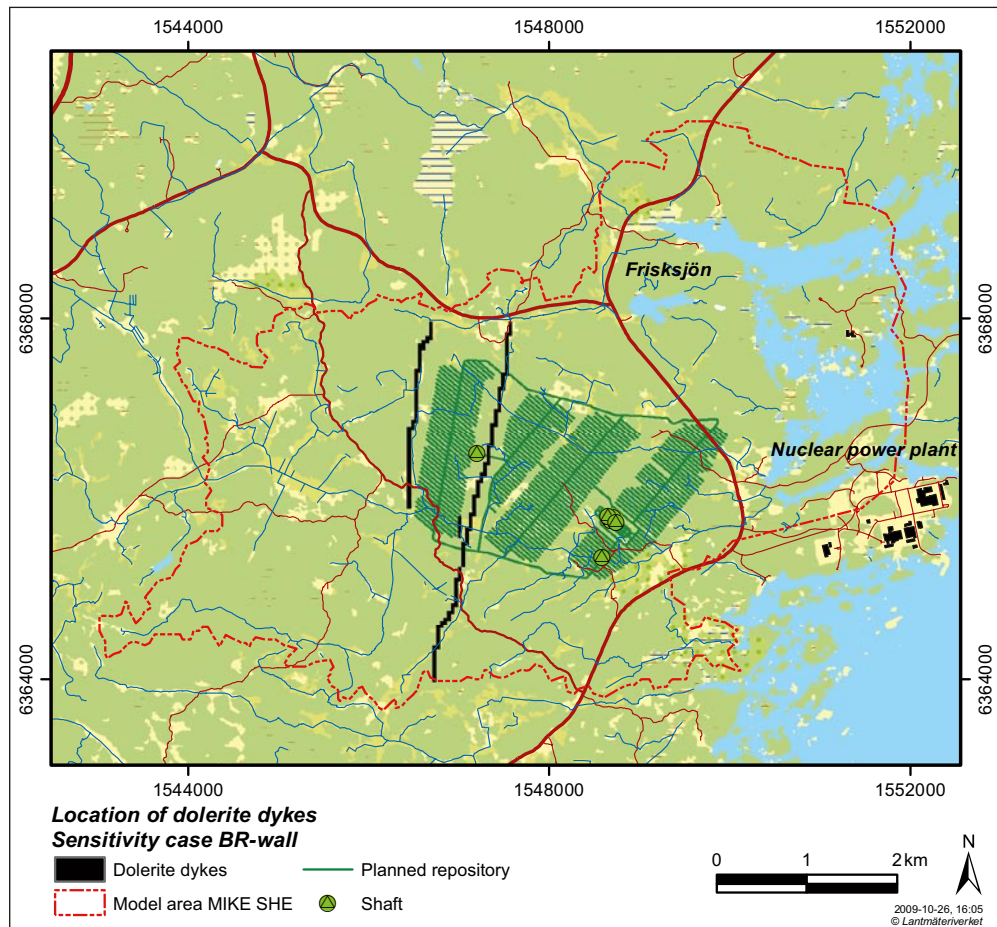 1544000 1548000 1552000
Frisksjön
6368000 6368000
Nuclear power plant
6364000 6364000
1544000 1548000 1552000
Location of dolerite dykes
Sensitivity case BR-wall
Dolerite dykes Planned repository
Model area MIKE SHE Shaft
0 1 2 km
N
2009-10-26, 16:05
© Lantmäteriverket